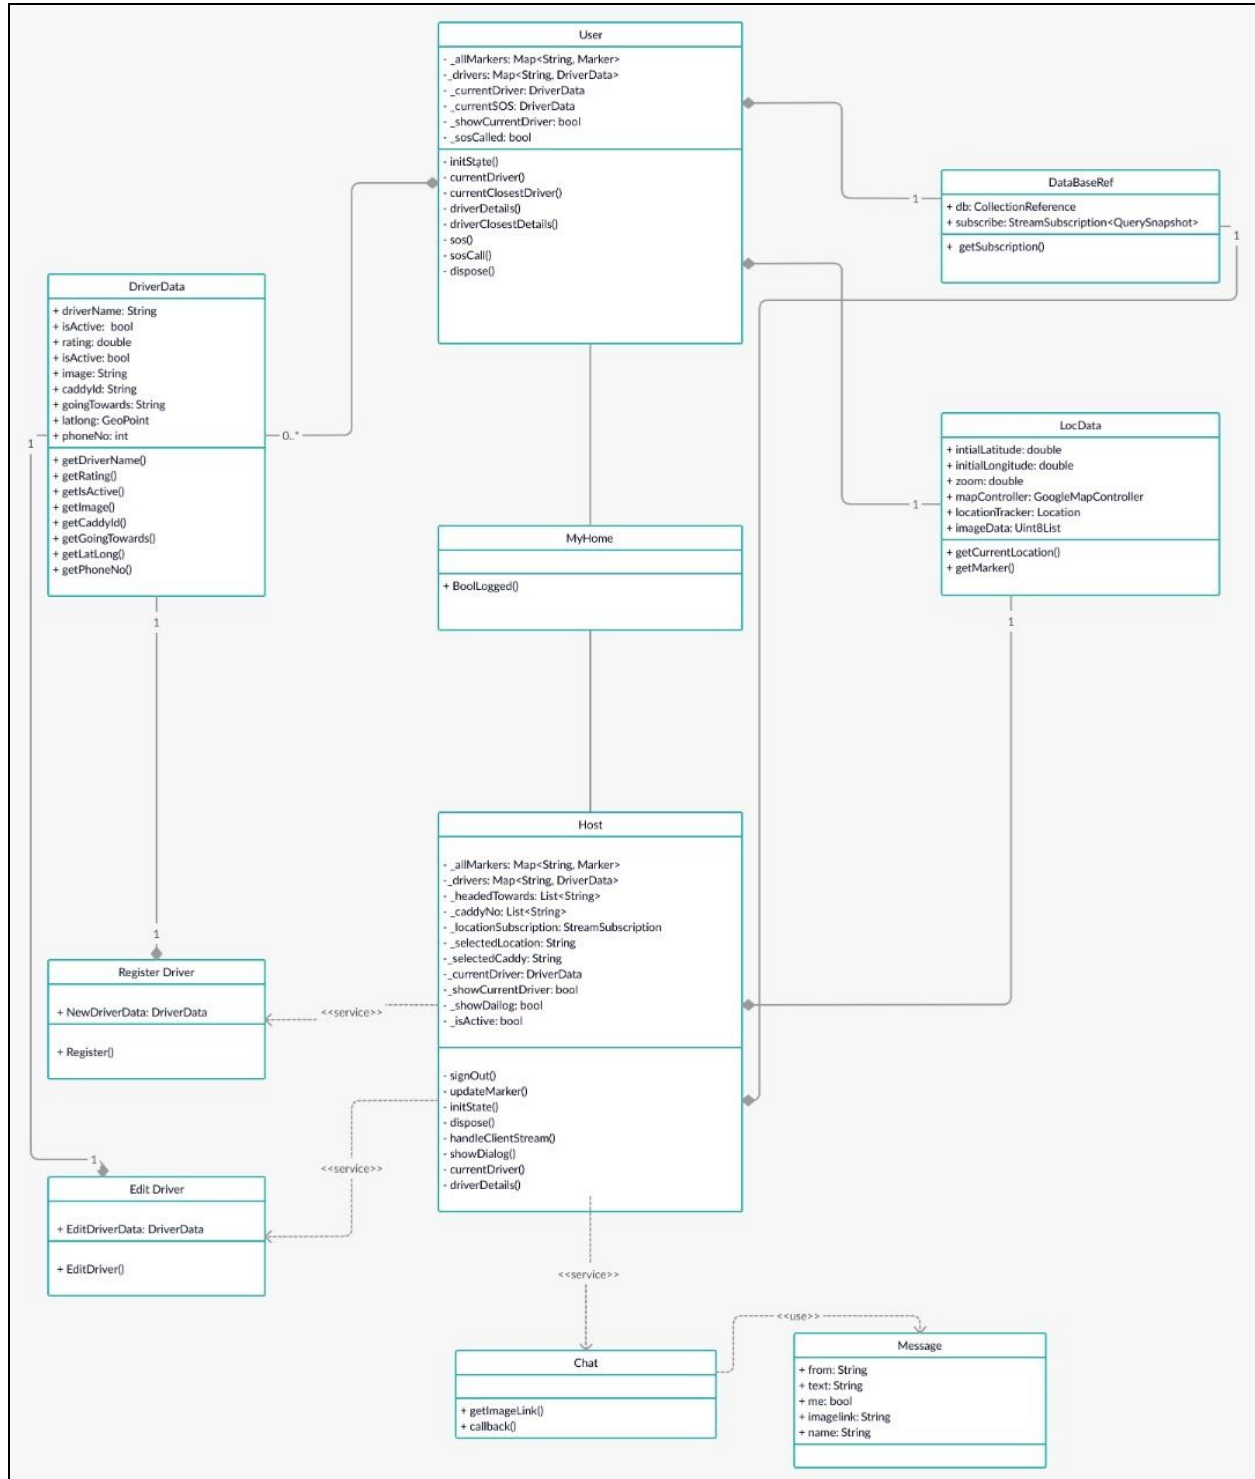 User
- _allMarkers: Map<String, Marker>
- _drivers: Map<String, DriverData>
- _currentDriver: DriverData
- _currentSOS: DriverData
- _showCurrentDriver: bool
- _sosCalled: bool
- initState()
- currentDriver()
- currentClosestDriver()
- driverDetails()
- driverClosestDetails()
- sos()
- sosCall()
- dispose()
DataBaseRef
+ db: CollectionReference
+ subscribe: StreamSubscription<QuerySnapshot>
+ getSubscription()
1
1
DriverData
+ driverName: String
+ isActive: bool
+ rating: double
+ isActive: bool
+ image: String
+ caddyId: String
+ goingTowards: String
+ latlong: GeoPoint
+ phoneNo: int
+ getDriverName()
+ getRating()
+ getIsActive()
+ getImage()
+ getCaddyId()
+ getGoingTowards()
+ getLatLong()
+ getPhoneNo()
0..*
1
1
LocData
+ intialLatitude: double
+ initialLongitude: double
+ zoom: double
+ mapController: GoogleMapController
+ locationTracker: Location
+ imageData: Uint8List
+ getCurrentLocation()
+ getMarker()
1
1
MyHome
+ BoolLogged()
Host
- _allMarkers: Map<String, Marker>
- _drivers: Map<String, DriverData>
- _headedTowards: List<String>
- _caddyNo: List<String>
- _locationSubscription: StreamSubscription
- _selectedLocation: String
- _selectedCaddy: String
- _currentDriver: DriverData
- _showCurrentDriver: bool
- _showDailog: bool
- _isActive: bool
- signOut()
- updateMarker()
- initState()
- dispose()
- handleClientStream()
- showDialog()
- currentDriver()
- driverDetails()
1
Register Driver
+ NewDriverData: DriverData
+ Register()
<<service>>
<<service>>
1
Edit Driver
+ EditDriverData: DriverData
+ EditDriver()
<<service>>
Chat
+ getImageLink()
+ callback()
<<use>>
Message
+ from: String
+ text: String
+ me: bool
+ imagelink: String
+ name: String